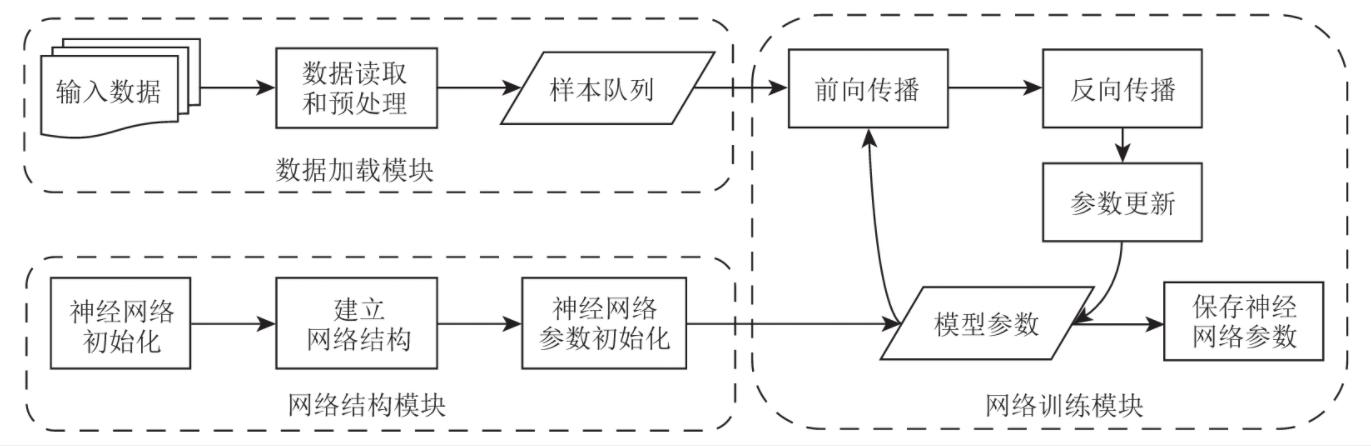 输入数据
数据读取
和预处理
样本队列
数据加载模块
神经网络
初始化
建立
网络结构
神经网络
参数初始化
网络结构模块
前向传播
反向传播
参数更新
模型参数
保存神经
网络参数
网络训练模块